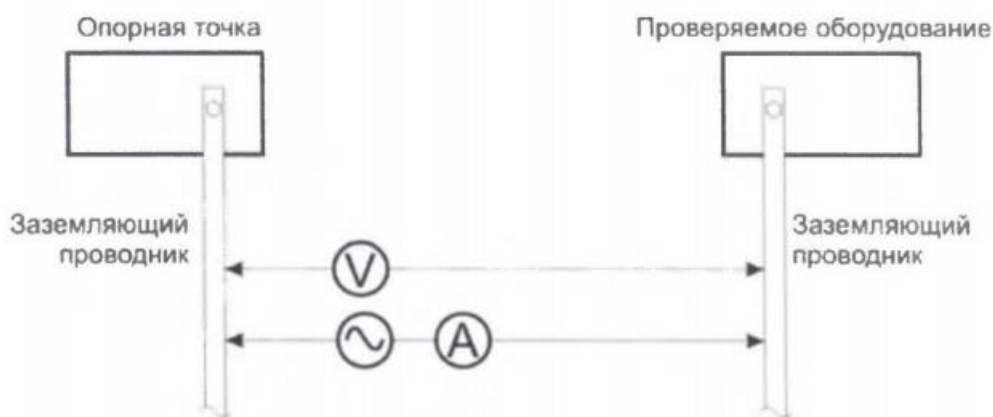 Опорная точка
Проверяемое оборудование
Заземляющий
проводник
Заземляющий
проводник
V
A